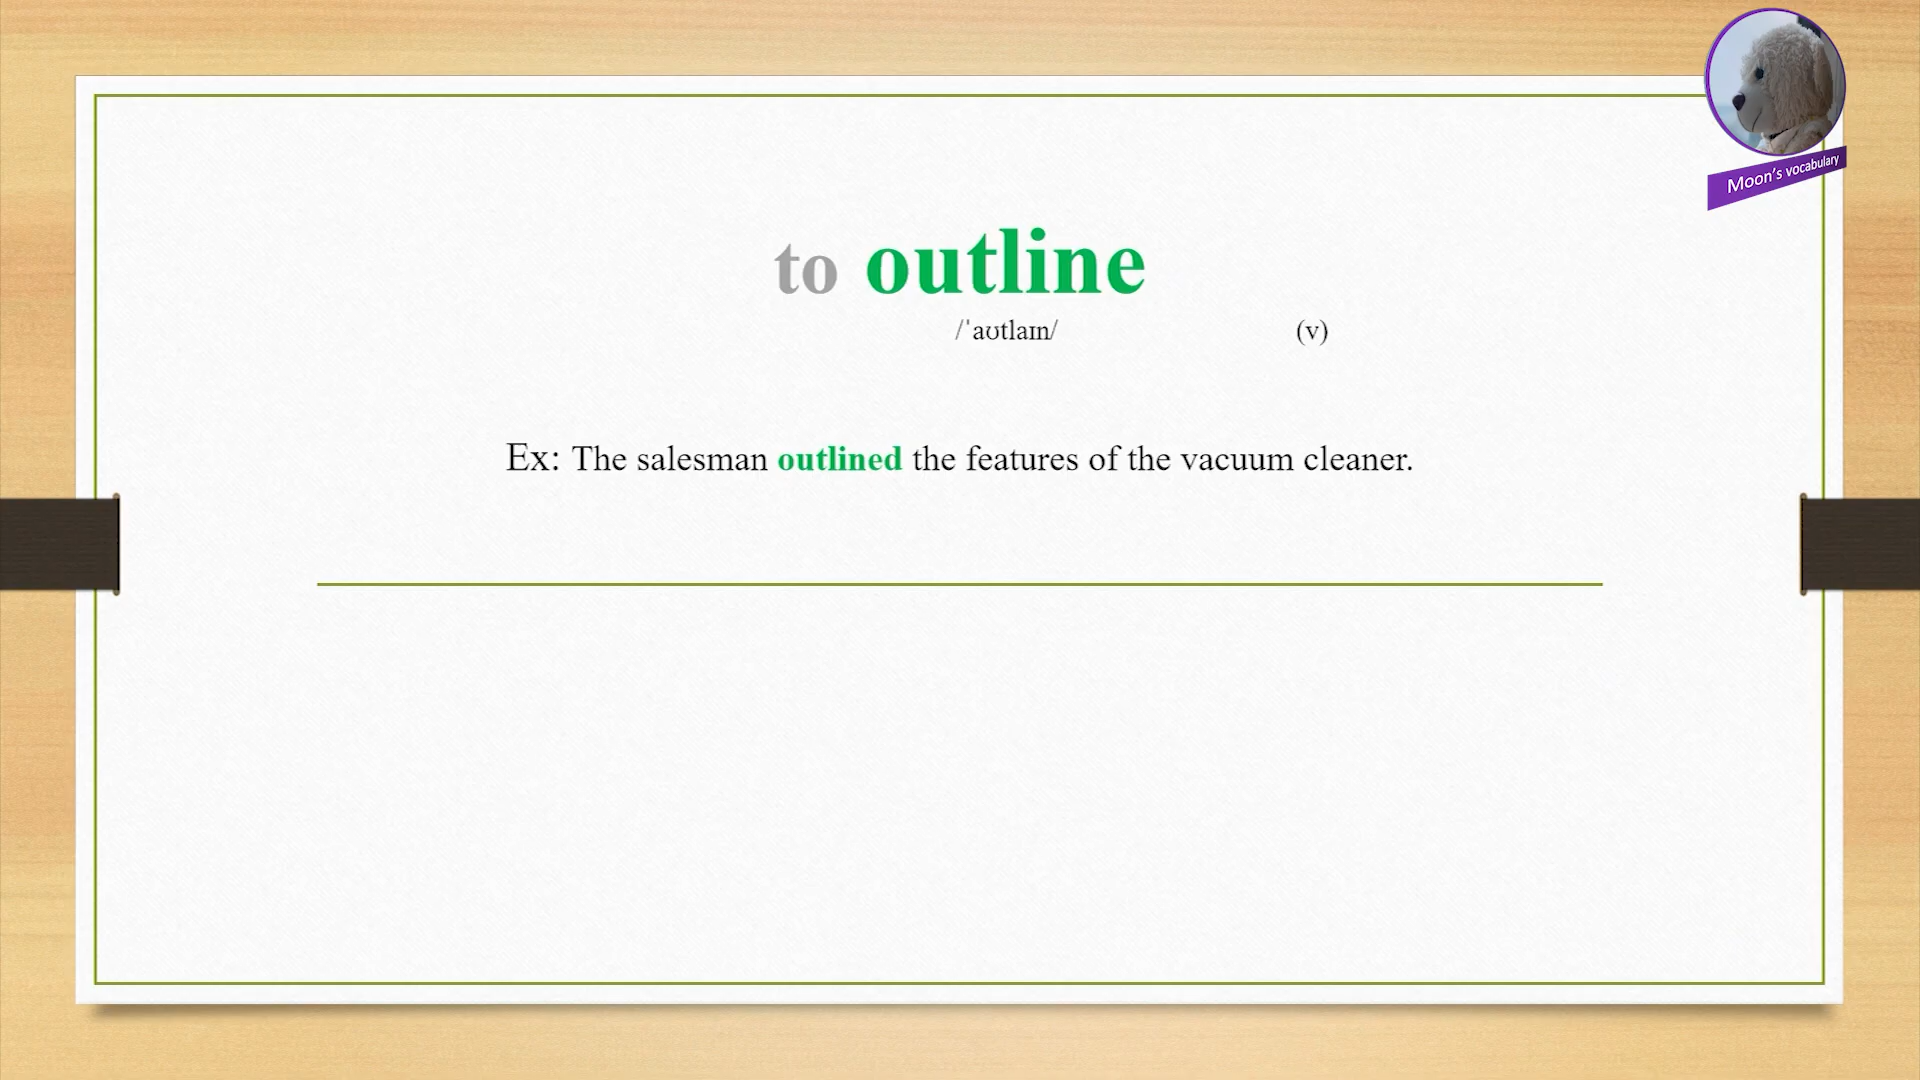 Moon's vocabulary
to outline
/ˈaʊtlaɪn/ (v)
Ex: The salesman outlined the features of the vacuum cleaner.